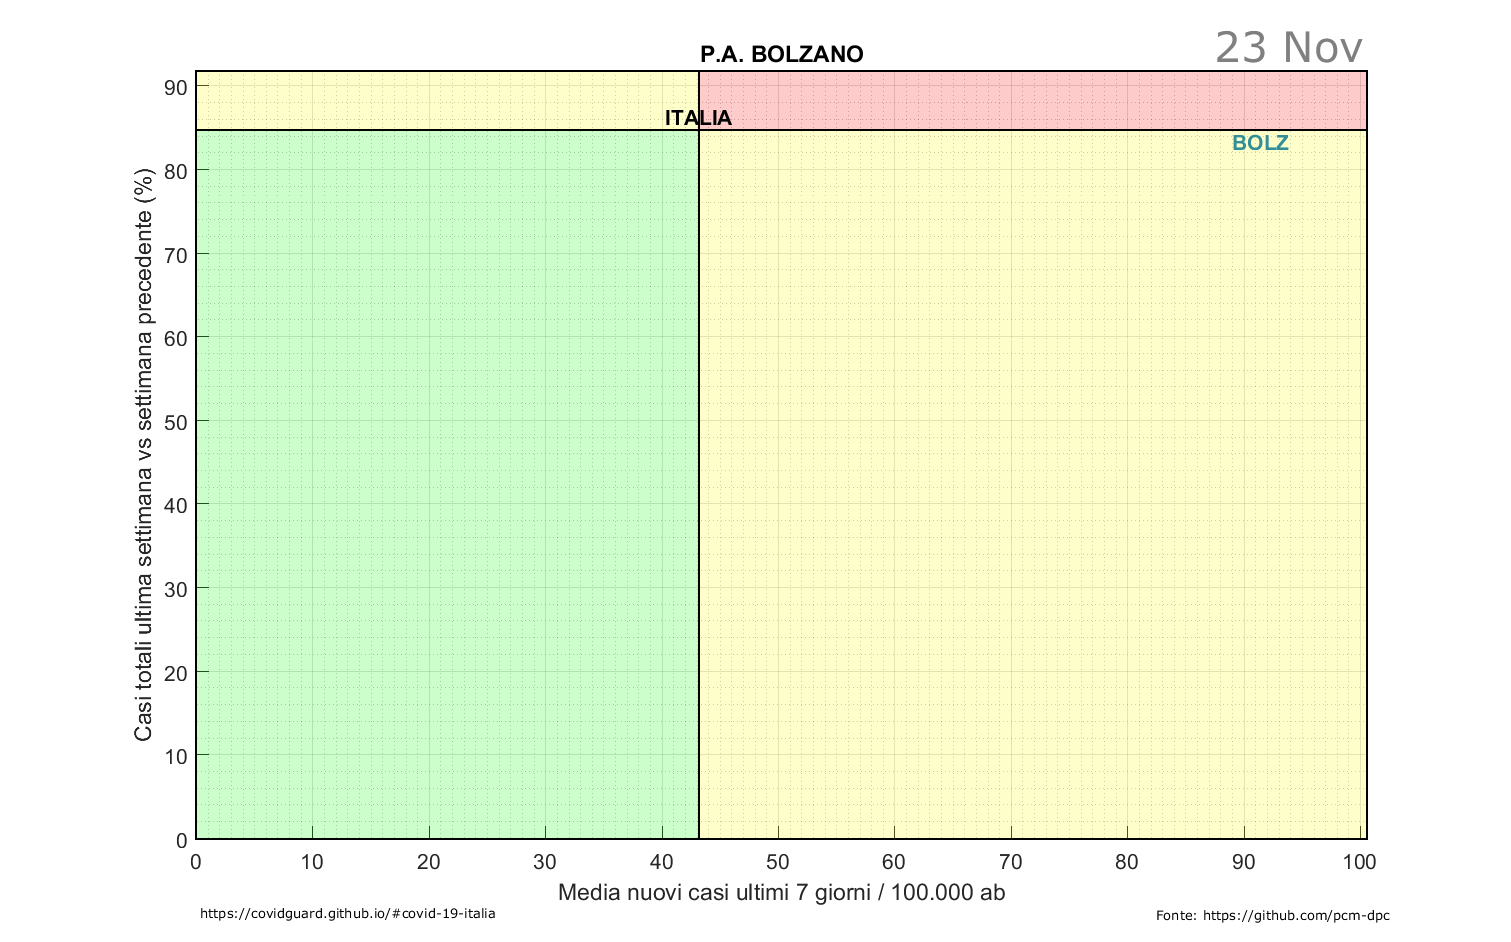 23 Nov
P.A. BOLZANO
90
ITALIA
BOLZ
80
70
60
50
40
30
20
10
0
Casi totali ultima settimana vs settimana precedente (%)
0 10 20 30 40 50 60 70 80 90 100
Media nuovi casi ultimi 7 giorni / 100.000 ab
https://covidguard.github.io/#covid-19-italia
Fonte: https://github.com/pcm-dpc